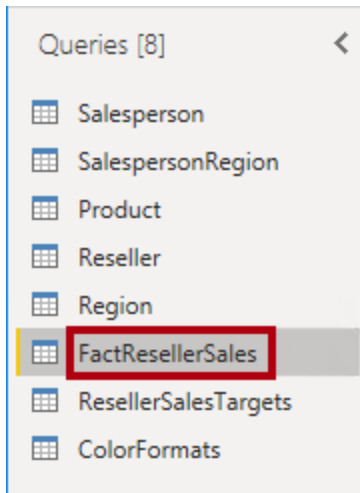 Queries [8]
Salesperson
SalespersonRegion
Product
Reseller
Region
FactResellerSales
ResellerSalesTargets
ColorFormats